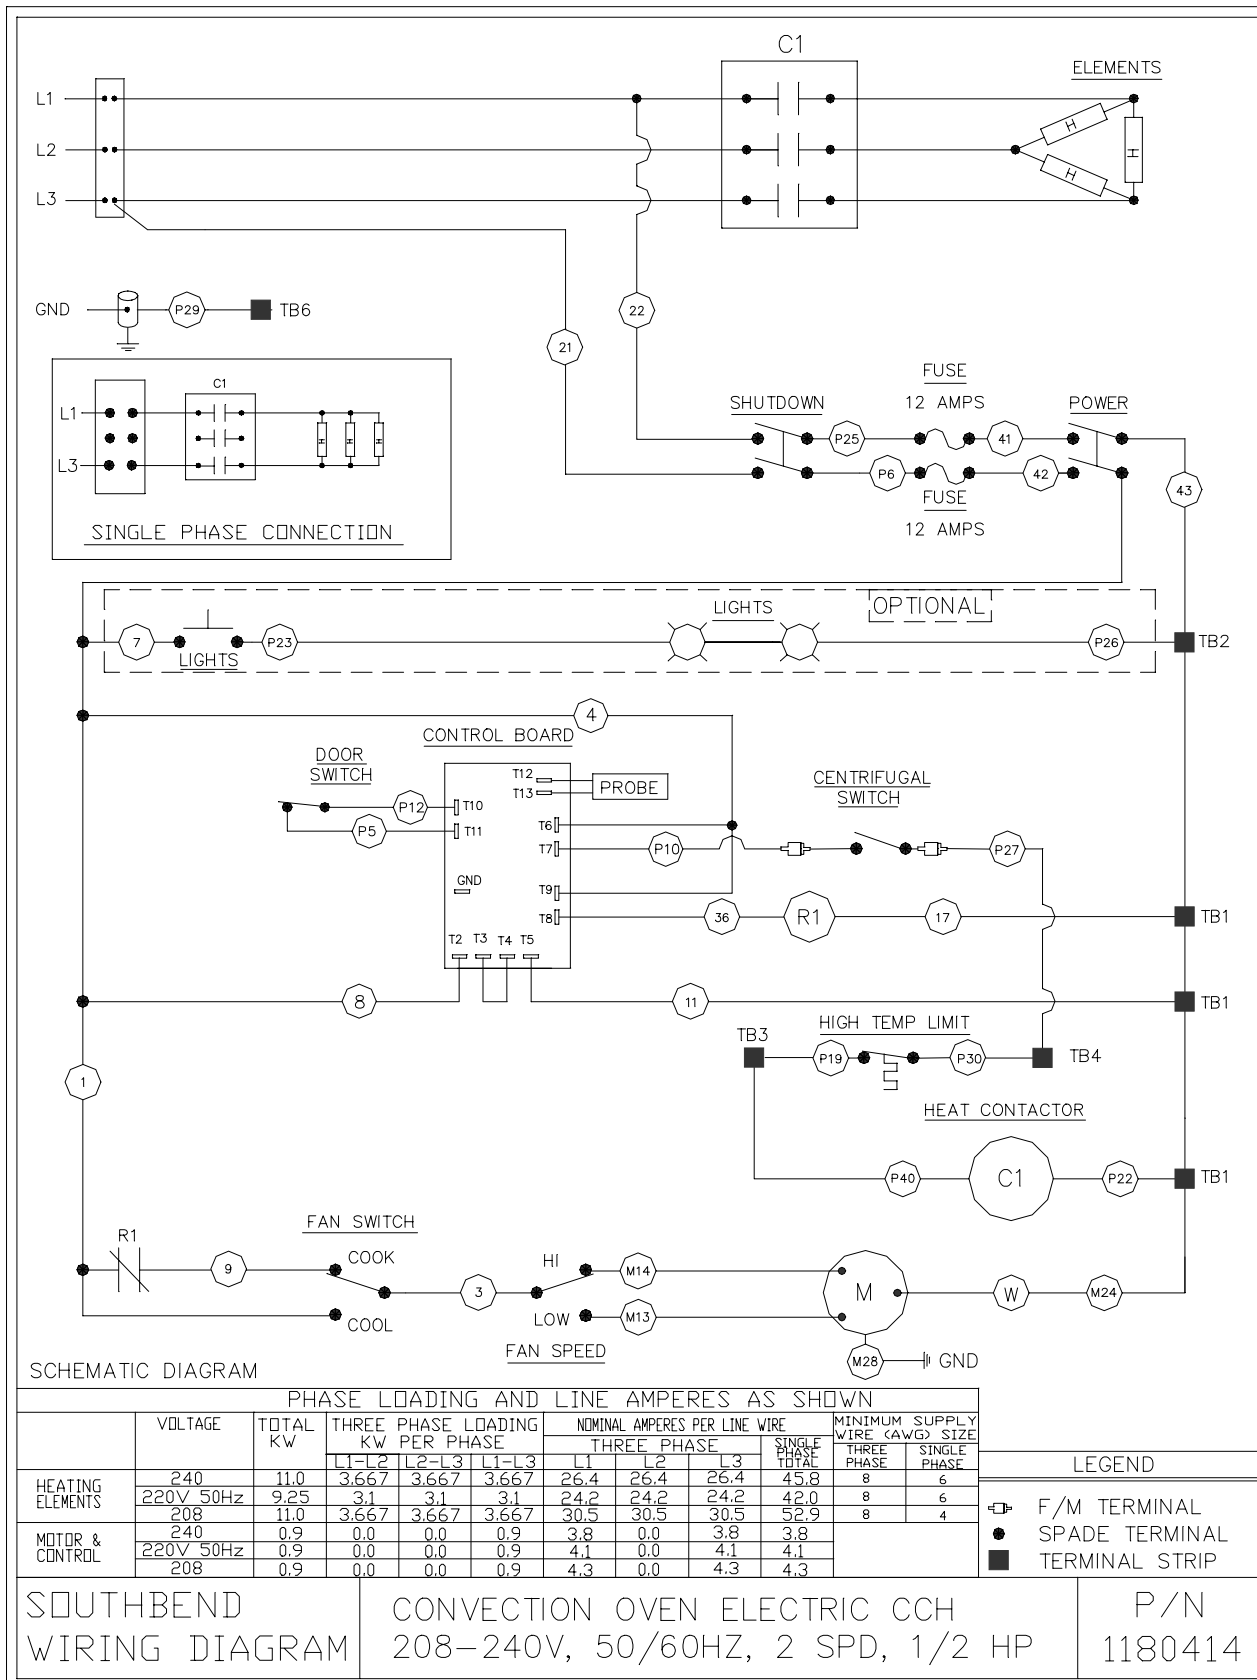 C1
ELEMENTS
L1
L2
L3
H
H
H
GND
P29
TB6
22
21
C1
L1
L3
H
H
H
SINGLE PHASE CONNECTION
FUSE
12 AMPS
SHUTDOWN
POWER
P25
41
P6
42
FUSE
12 AMPS
43
LIGHTS
OPTIONAL
7
P23
LIGHTS
P26
TB2
4
CONTROL BOARD
DOOR
SWITCH
CENTRIFUGAL
SWITCH
T12
T13
PROBE
P12
T10
P5
T11
T6
T7
P10
P27
GND
T9
T8
36
R1
17
TB1
T2
T3
T4
T5
8
11
TB1
HIGH TEMP LIMIT
TB3
P19
P30
TB4
1
HEAT CONTACTOR
P40
C1
P22
TB1
FAN SWITCH
R1
9
COOK
HI
M14
3
M
W
M24
COOL
LOW
M13
FAN SPEED
M28
GND
SCHEMATIC DIAGRAM
PHASE LOADING AND LINE AMPERES AS SHOWN
VOLTAGE
TOTAL
KW
THREE PHASE LOADING
KW PER PHASE
NOMINAL AMPERES PER LINE WIRE
MINIMUM SUPPLY
WIRE (AWG) SIZE
THREE PHASE
SINGLE
PHASE
TOTAL
THREE
PHASE
SINGLE
PHASE
L1-L2 L2-L3 L1-L3 L1 L2 L3
HEATING
ELEMENTS
240 11.0 3.667 3.667 3.667 26.4 26.4 26.4 45.8 8 6
220V 50Hz 9.25 3.1 3.1 3.1 24.2 24.2 24.2 42.0 8 6
208 11.0 3.667 3.667 3.667 30.5 30.5 30.5 52.9 8 4
MOTOR &
CONTROL
240 0.9 0.0 0.0 0.9 3.8 0.0 3.8 3.8
220V 50Hz 0.9 0.0 0.0 0.9 4.1 0.0 4.1 4.1
208 0.9 0.0 0.0 0.9 4.3 0.0 4.3 4.3
LEGEND
F/M TERMINAL
SPADE TERMINAL
TERMINAL STRIP
SOUTHBEND
WIRING DIAGRAM
CONVECTION OVEN ELECTRIC CCH
208-240V, 50/60HZ, 2 SPD, 1/2 HP
P/N
1180414